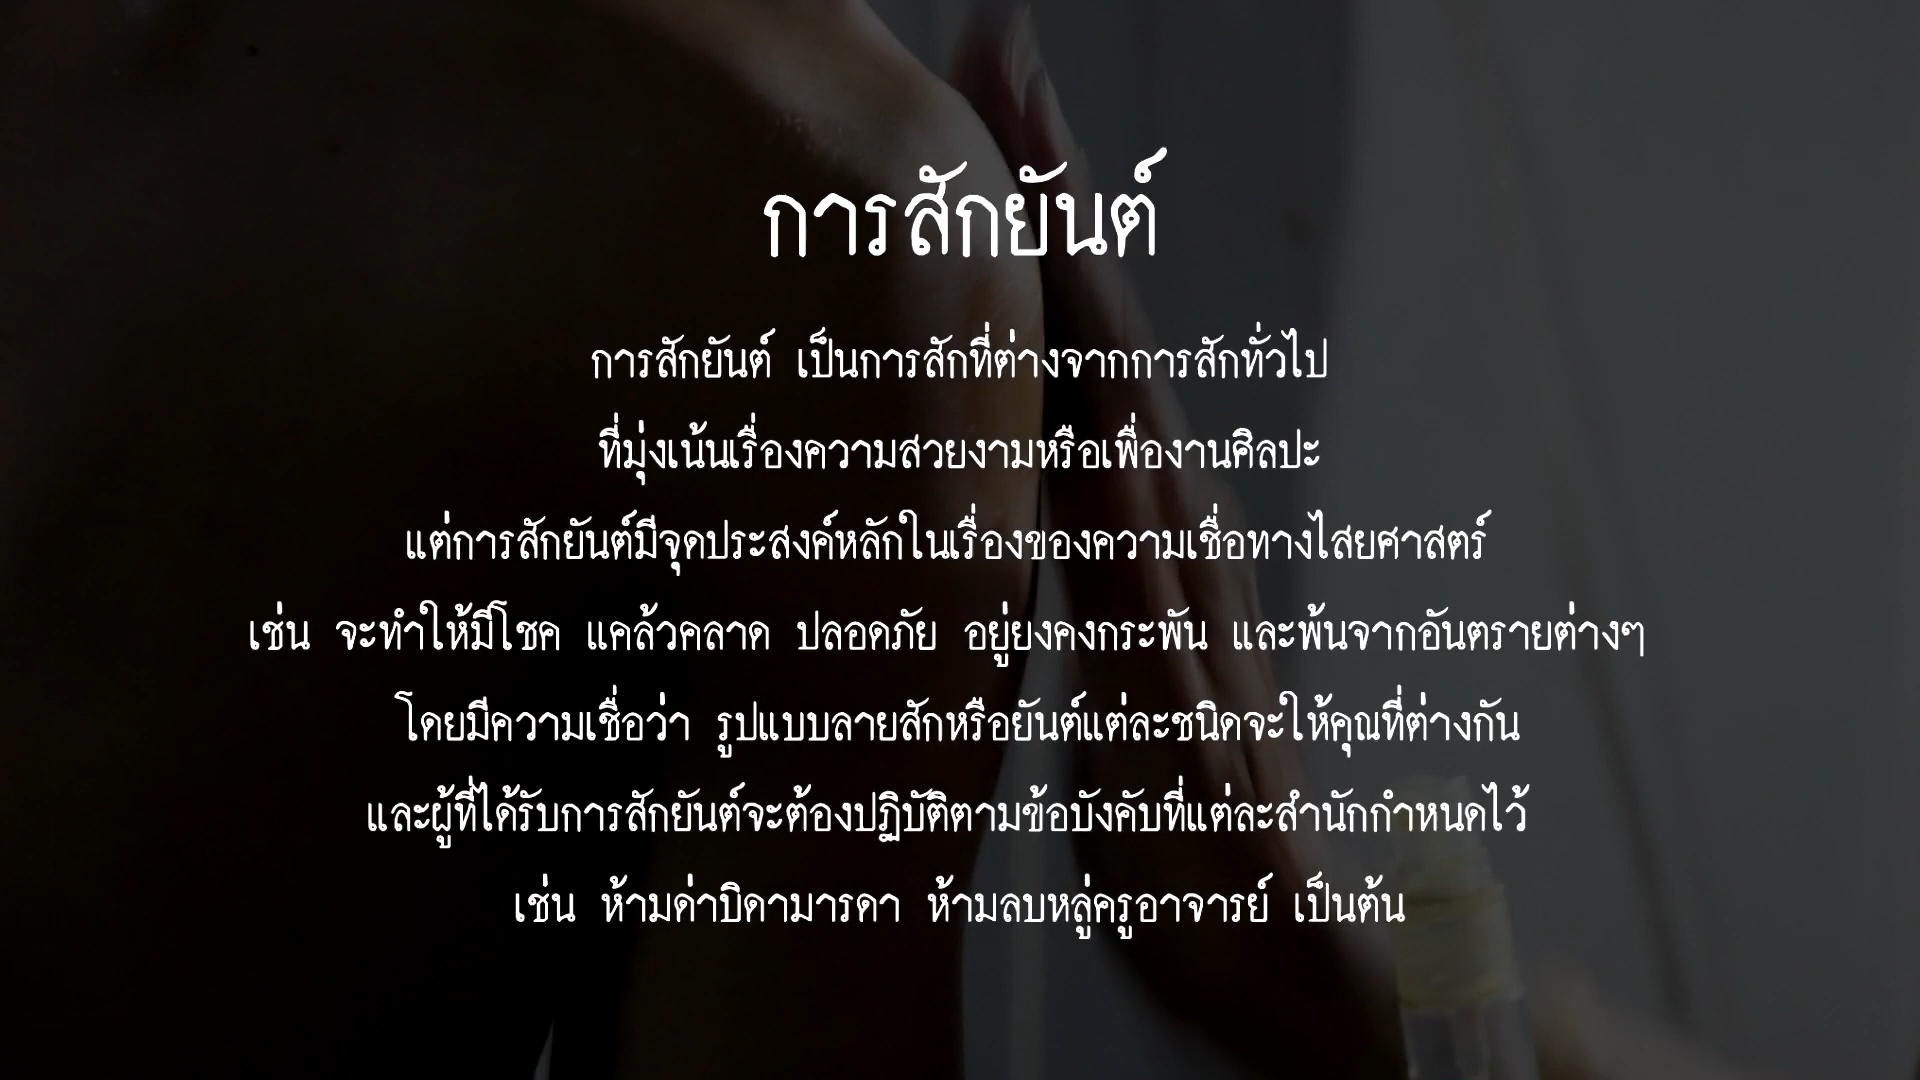 การสักยันต์
การสักยันต์ เป็นการสักที่ต่างจากการสักทั่วไป
ที่มุ่งเน้นเรื่องความสวยงามหรือเพื่องานศิลปะ
แต่การสักยันต์มีจุดประสงค์หลักในเรื่องของความเชื่อทางไสยศาสตร์
เช่น จะทำให้มีโชค แคล้วคลาด ปลอดภัย อยู่ยงคงกระพัน และพ้นจากอันตรายต่างๆ
โดยมีความเชื่อว่า รูปแบบลายสักหรือยันต์แต่ละชนิดจะให้คุณที่ต่างกัน
และผู้ที่ได้รับการสักยันต์จะต้องปฏิบัติตามข้อบังคับที่แต่ละสำนักกำหนดไว้
เช่น ห้ามด่าบิดามารดา ห้ามลบหลู่ครูอาจารย์ เป็นต้น